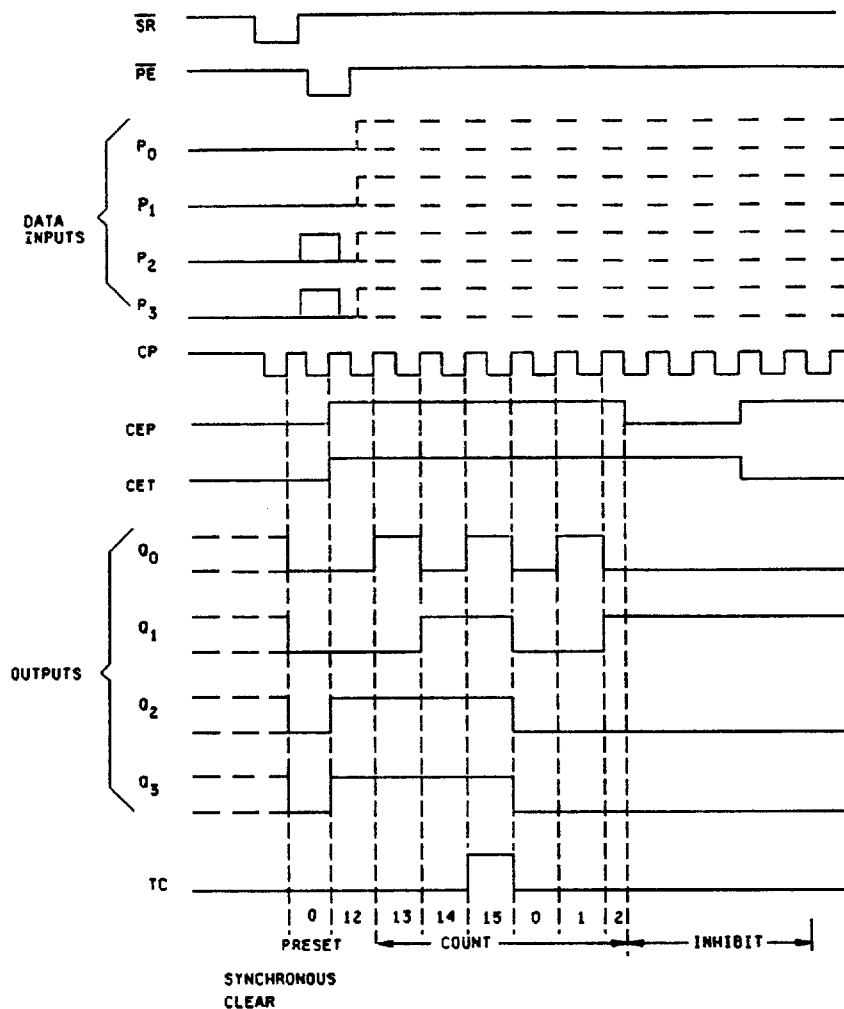 SR
PE
P0
P1
DATA
INPUTS
P2
P3
CP
CEP
CET
Q0
Q1
OUTPUTS
Q2
Q3
TC
0 12 13 14 15 0 1 2
PRESET COUNT INHIBIT
SYNCHRONOUS
CLEAR